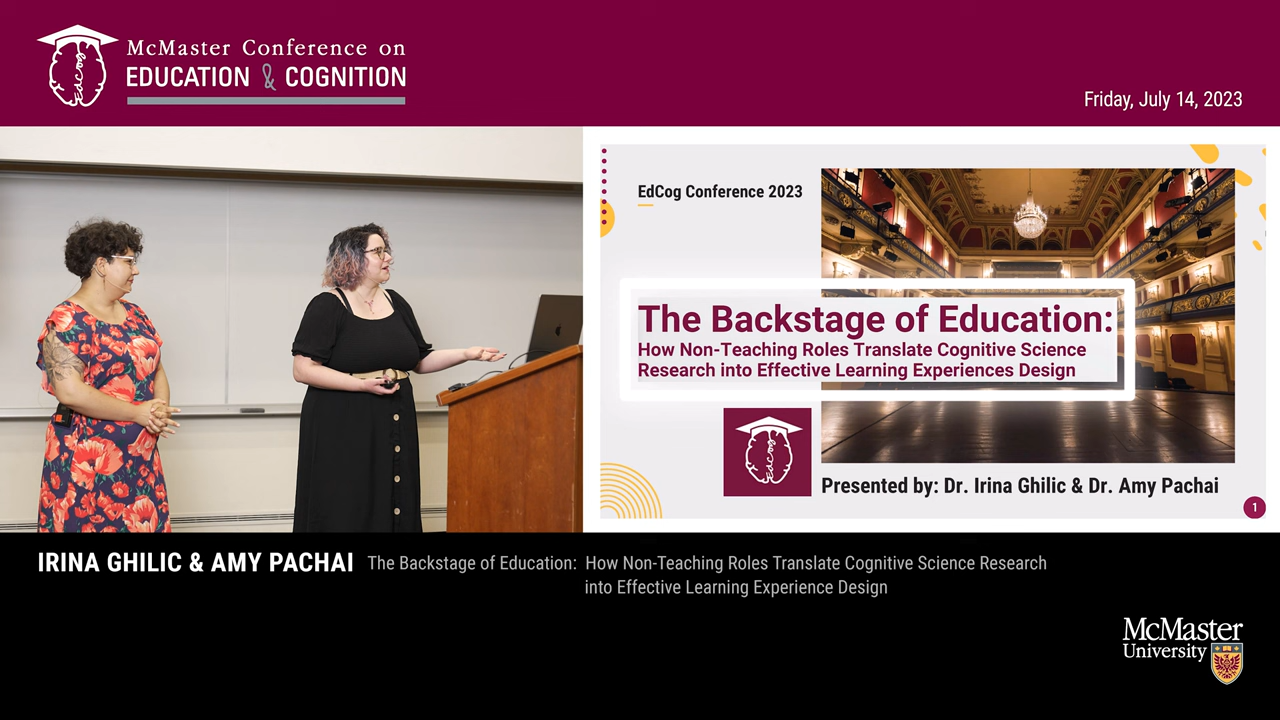 McMaster Conference on
EDUCATION & COGNITION
EdCog
Friday, July 14, 2023
EdCog Conference 2023
The Backstage of Education:
How Non-Teaching Roles Translate Cognitive Science
Research into Effective Learning Experiences Design
EdCog
Presented by: Dr. Irina Ghilic & Dr. Amy Pachai
1
IRINA GHILIC & AMY PACHAI The Backstage of Education: How Non-Teaching Roles Translate Cognitive Science Research
into Effective Learning Experience Design
McMaster
University